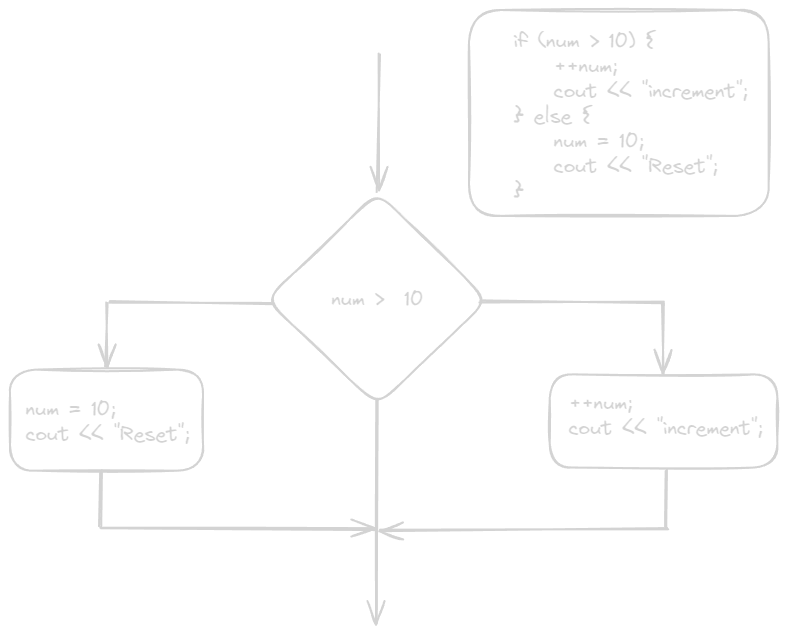 if (num > 10) {
++num;
cout << "increment";
} else {
num = 10;
cout << "Reset";
}
num > 10
num = 10;
cout << "Reset";
++num;
cout << "increment";